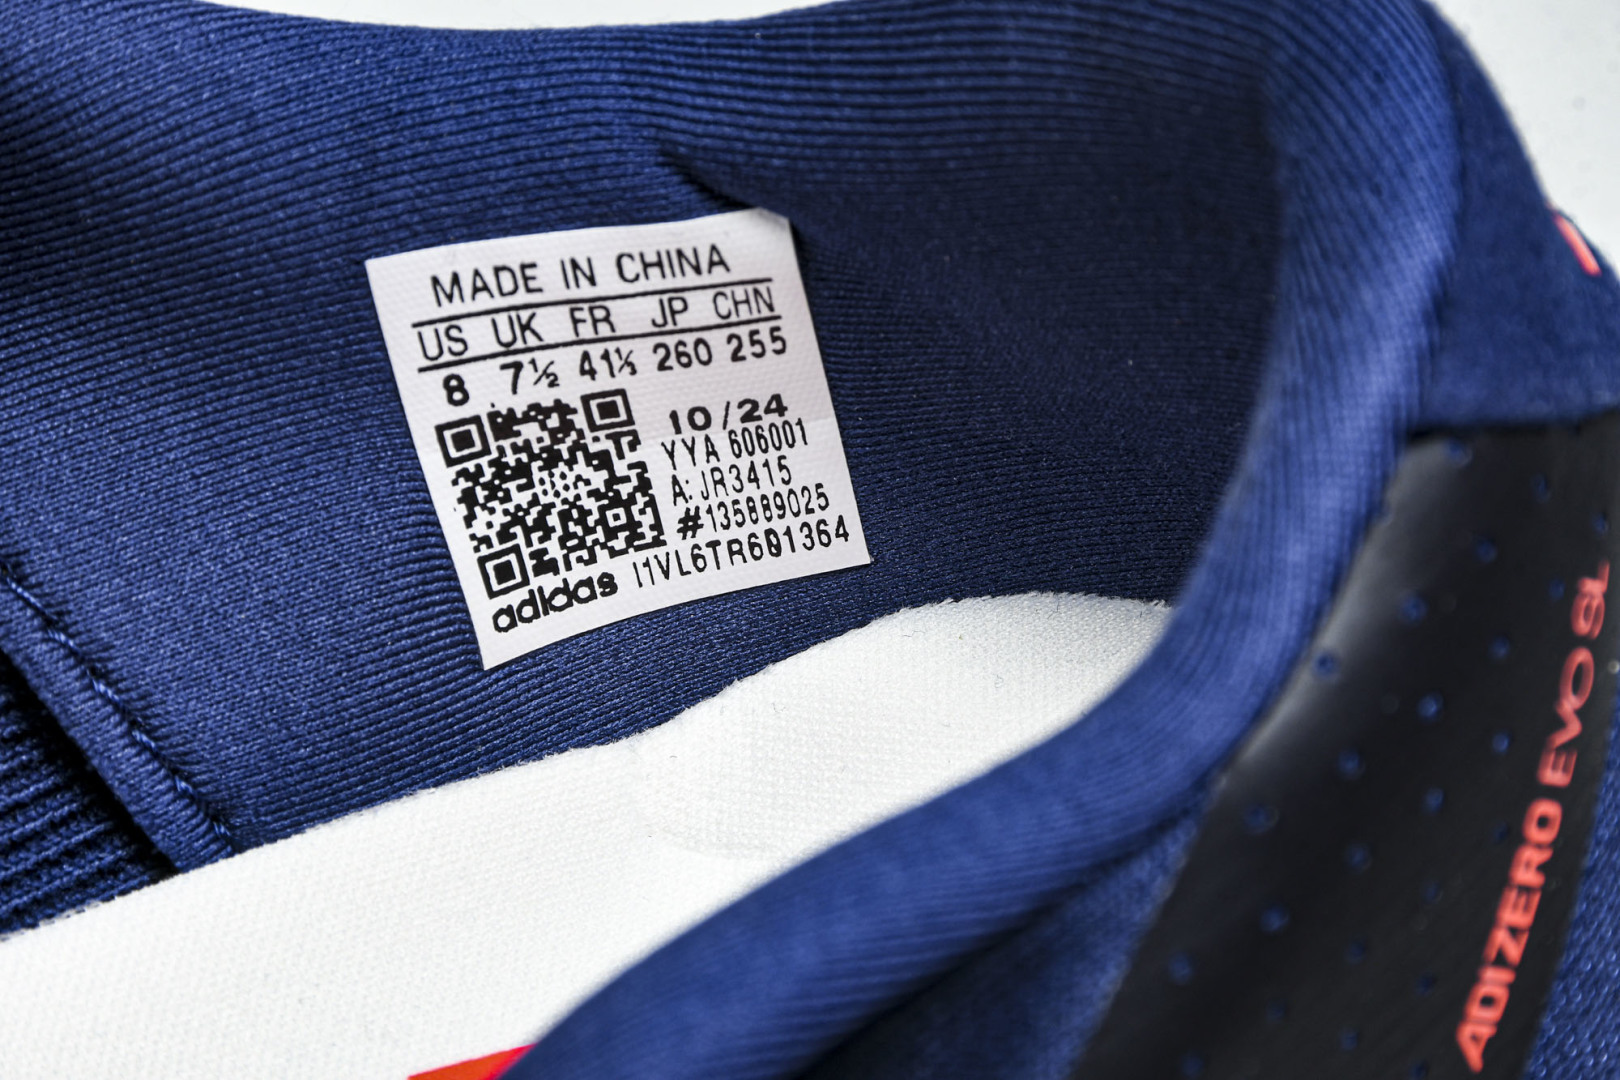 MADE IN CHINA
US UK FR JP CHN
8 7½ 41⅓ 260 255
10/24
YYA 606001
A: JR3415
#135889025
adidas I1VL6TR601364
ADIZERO EVO SL